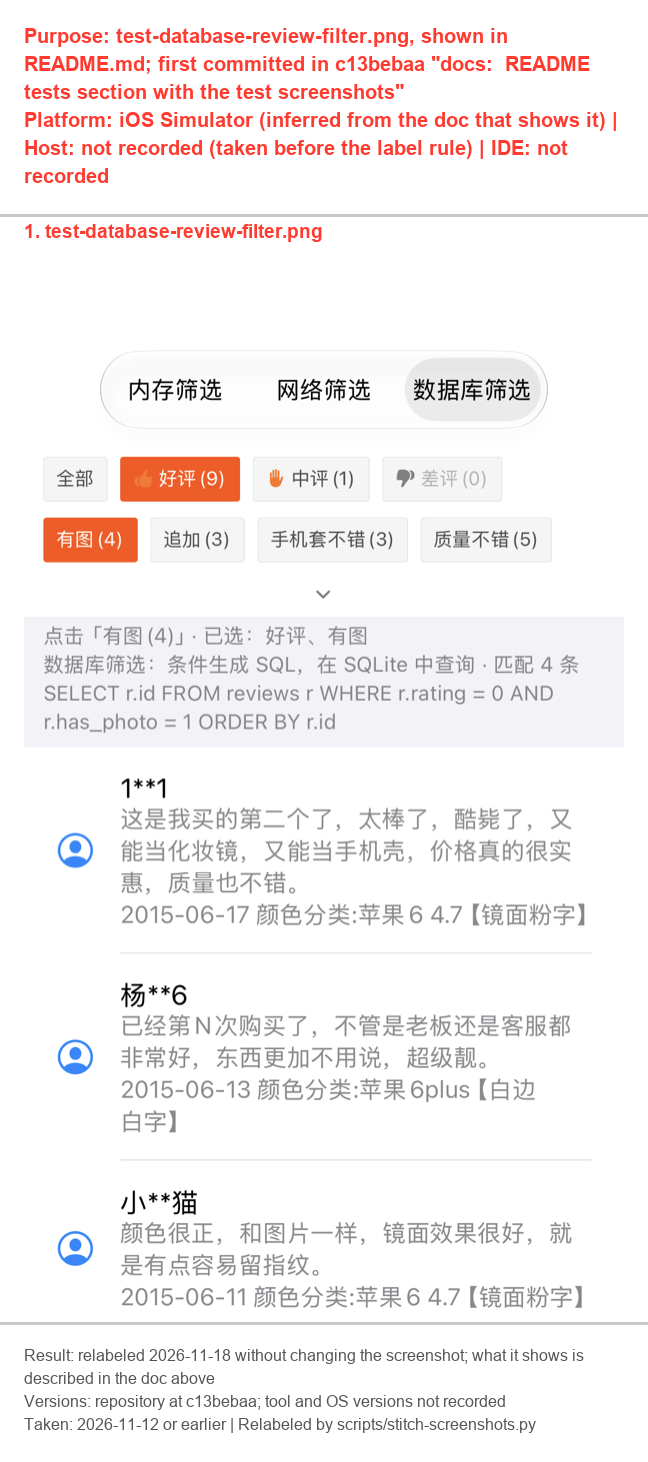 Purpose: test-database-review-filter.png, shown in
README.md; first committed in c13bebaa "docs:  README
tests section with the test screenshots"
Platform: iOS Simulator (inferred from the doc that shows it) |
Host: not recorded (taken before the label rule) | IDE: not
recorded
1. test-database-review-filter.png
内存筛选 网络筛选 数据库筛选
全部 好评 (9) 中评 (1) 差评 (0)
有图 (4) 追加 (3) 手机套不错 (3) 质量不错 (5)
点击「有图 (4)」· 已选：好评、有图
数据库筛选：条件生成 SQL，在 SQLite 中查询 · 匹配 4 条
SELECT r.id FROM reviews r WHERE r.rating = 0 AND
r.has_photo = 1 ORDER BY r.id
1**1
这是我买的第二个了，太棒了，酷毙了，又
能当化妆镜，又能当手机壳，价格真的很实
惠，质量也不错。
2015-06-17 颜色分类:苹果 6 4.7【镜面粉字】
杨**6
已经第 N 次购买了，不管是老板还是客服都
非常好，东西更加不用说，超级靓。
2015-06-13 颜色分类:苹果 6plus【白边
白字】
小**猫
颜色很正，和图片一样，镜面效果很好，就
是有点容易留指纹。
2015-06-11 颜色分类:苹果 6 4.7【镜面粉字】
Result: relabeled 2026-11-18 without changing the screenshot; what it shows is
described in the doc above
Versions: repository at c13bebaa; tool and OS versions not recorded
Taken: 2026-11-12 or earlier | Relabeled by scripts/stitch-screenshots.py